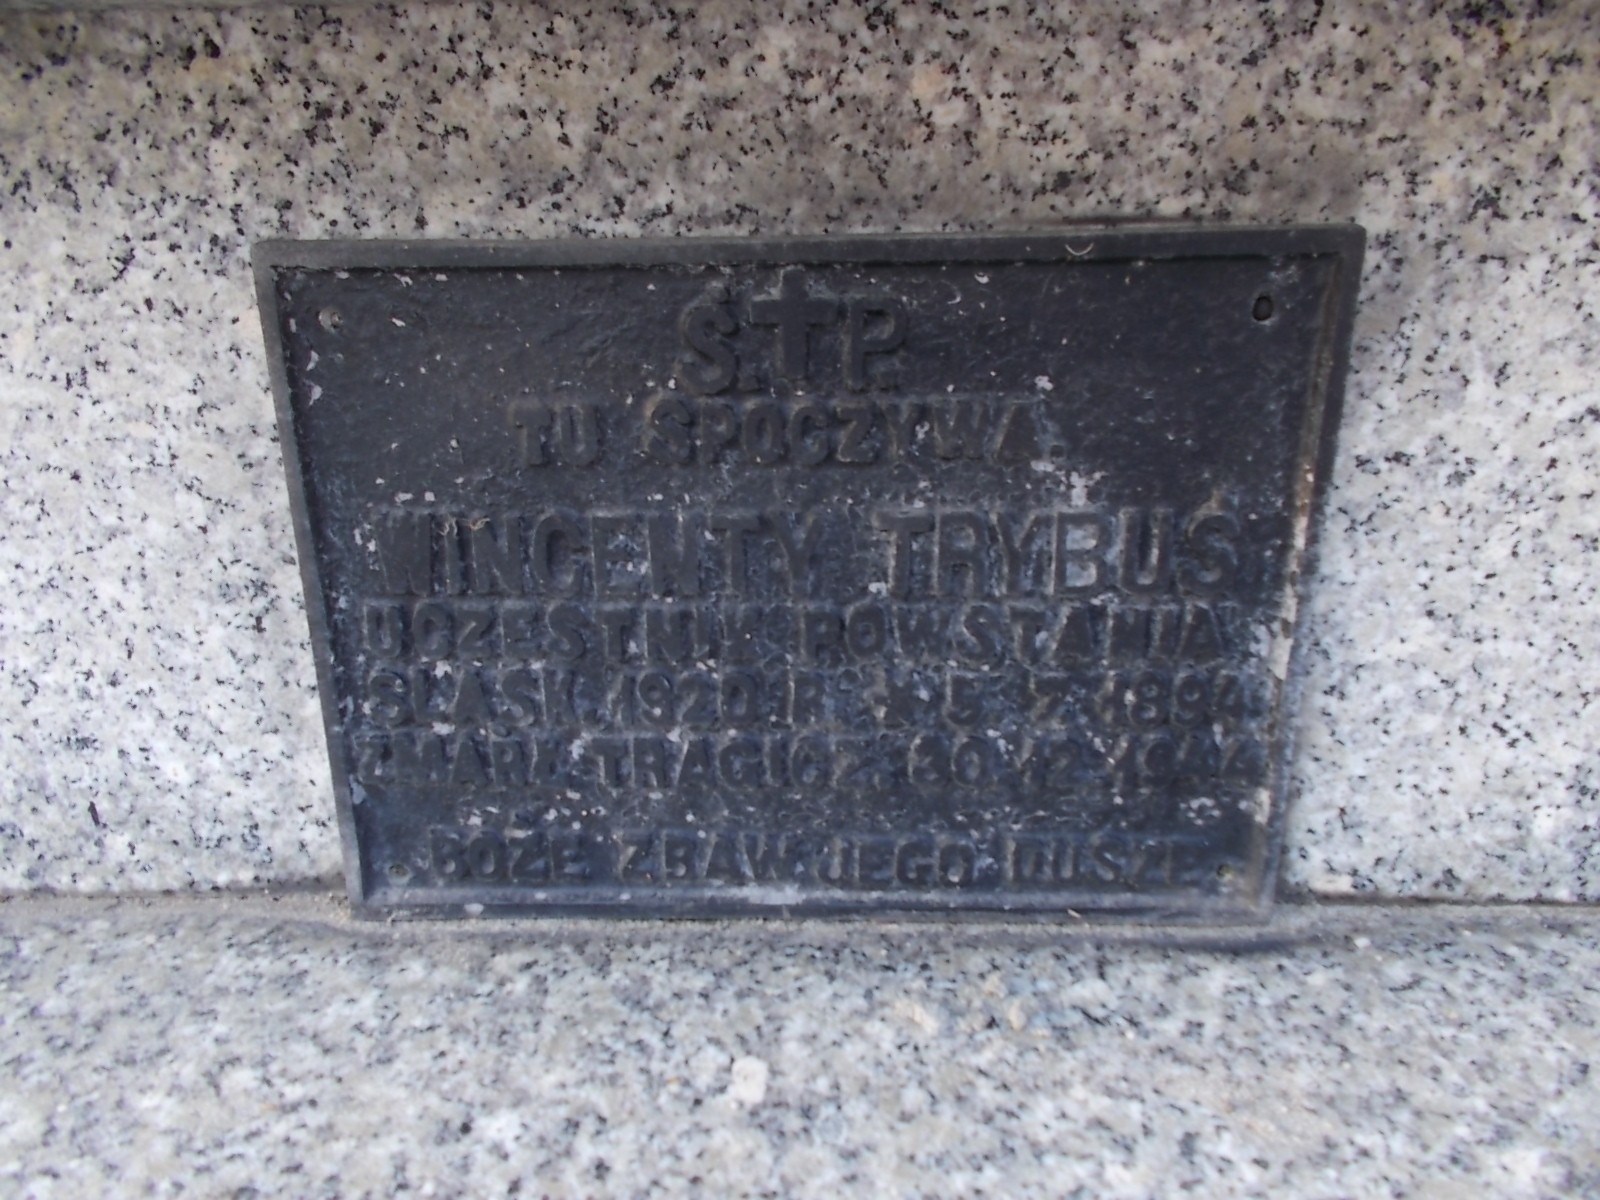 Ś.†P.
TU SPOCZYWA.
WINCENTY TRYBUS
UCZESTNIK POWSTANIA
ŚLĄSK. 1920 R. 5 7 1894
ZMARŁ TRAGICZ. 30 12 1944
BOŻE ZBAW JEGO DUSZĘ